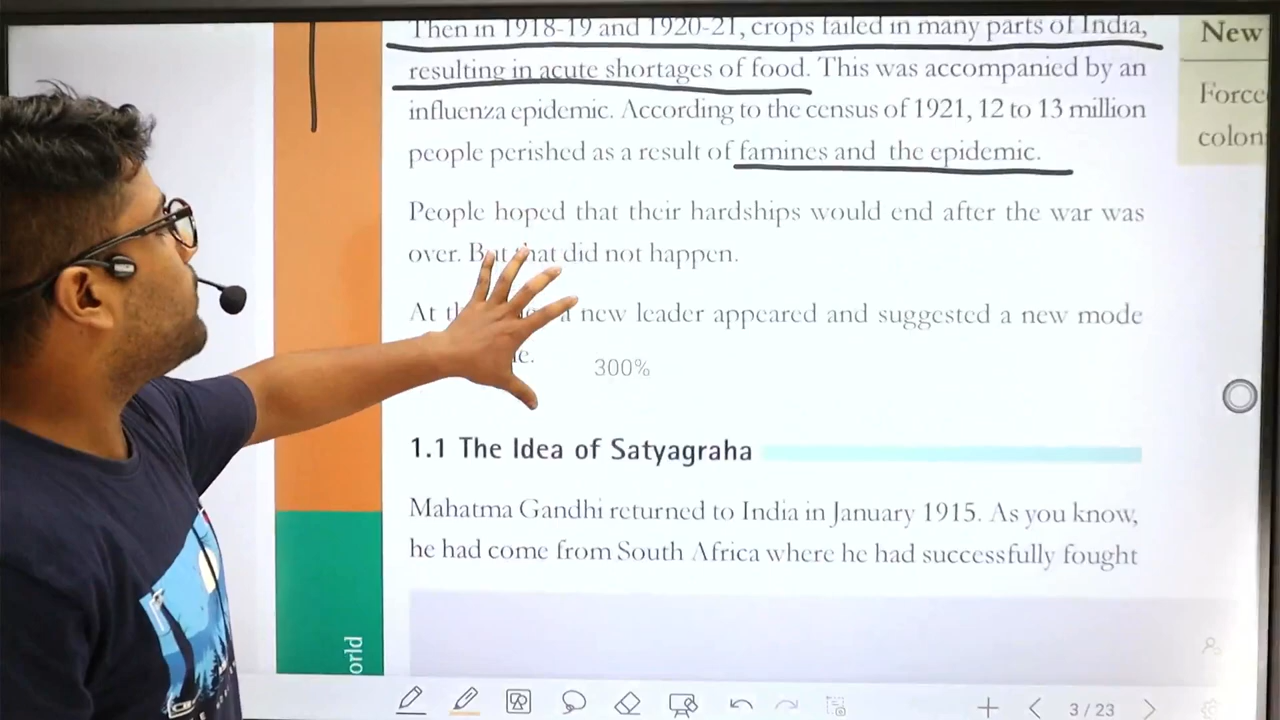 Then in 1918-19 and 1920-21, crops failed in many parts of India,
resulting in acute shortages of food. This was accompanied by an
influenza epidemic. According to the census of 1921, 12 to 13 million
people perished as a result of famines and the epidemic.
People hoped that their hardships would end after the war was
over. But that did not happen.
At a new leader appeared and suggested a new mode
300%
1.1 The Idea of Satyagraha
Mahatma Gandhi returned to India in January 1915. As you know,
he had come from South Africa where he had successfully fought
New
Force
colon
orld
3 / 23